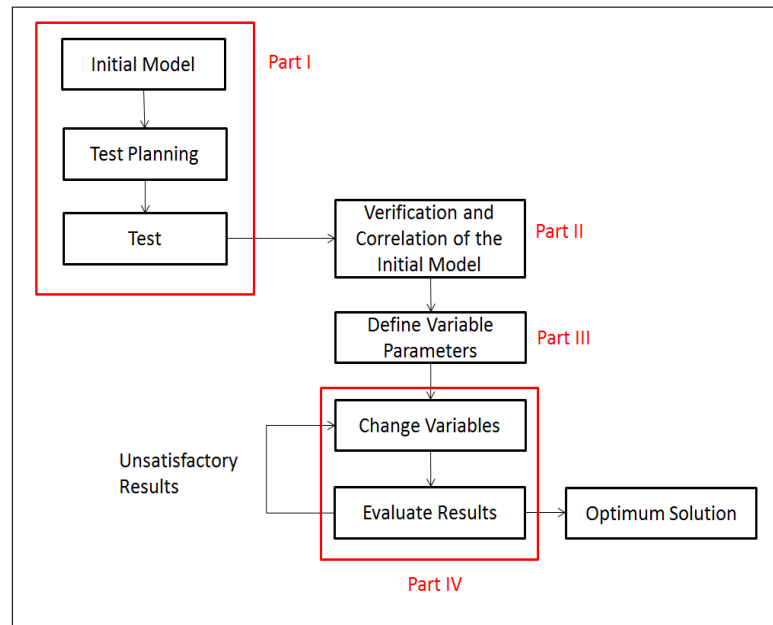 Initial Model
Part I
Test Planning
Test
Verification and
Correlation of the
Initial Model
Part II
Define Variable
Parameters
Part III
Change Variables
Unsatisfactory
Results
Evaluate Results
Optimum Solution
Part IV